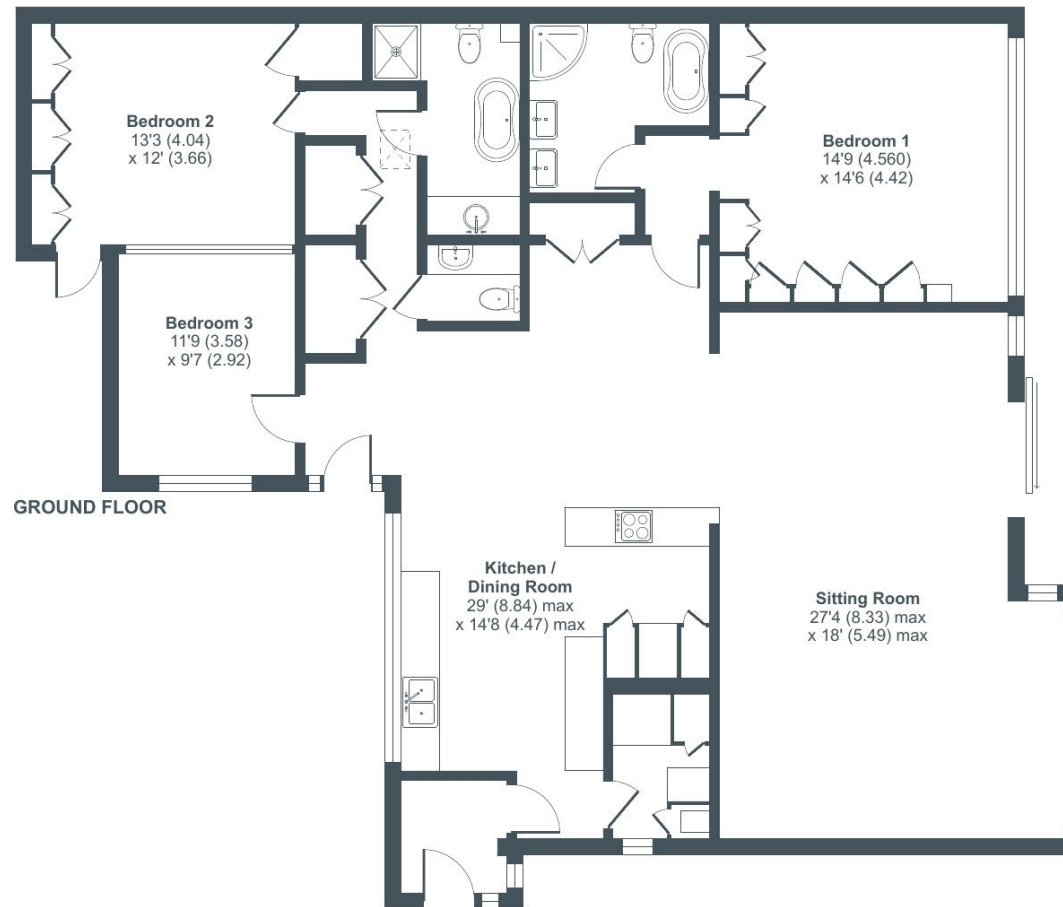 Bedroom 2
13'3 (4.04)
x 12' (3.66)
Bedroom 1
14'9 (4.560)
x 14'6 (4.42)
Bedroom 3
11'9 (3.58)
x 9'7 (2.92)
GROUND FLOOR
Kitchen /
Dining Room
29' (8.84) max
x 14'8 (4.47) max
Sitting Room
27'4 (8.33) max
x 18' (5.49) max